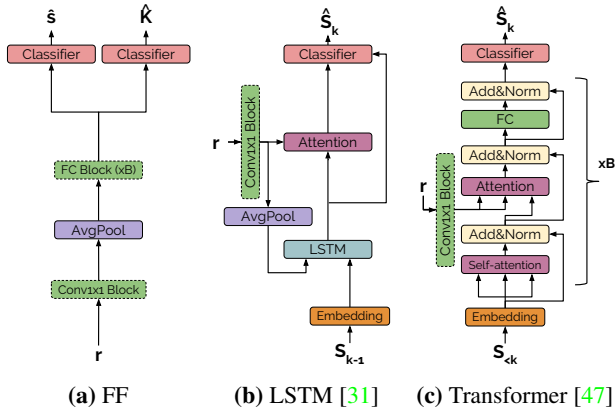 ŝ K̂
Classifier Classifier
FC Block (xB)
AvgPool
Conv1x1 Block
r
(a) FF
Ŝk
Classifier
Conv1x1 Block
r
Attention
AvgPool
LSTM
Embedding
Sk-1
(b) LSTM [31]
Ŝk
Classifier
Add&Norm
FC
Add&Norm
xB
r
Conv1x1 Block
Attention
Add&Norm
Self-attention
Embedding
S<k
(c) Transformer [47]